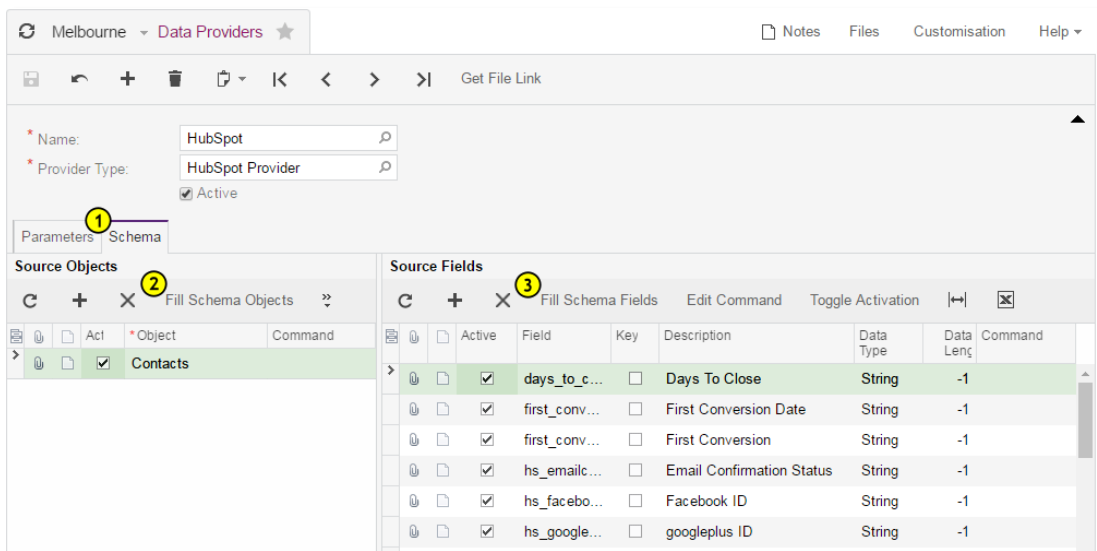 Melbourne Data Providers Notes Files Customisation Help
Get File Link
* Name: HubSpot
* Provider Type: HubSpot Provider
Active
1
Parameters Schema
Source Objects Source Fields
2 3
Fill Schema Objects Fill Schema Fields Edit Command Toggle Activation
Act * Object Command Active Field Key Description Data Type Data Leng Command
Contacts
days_to_c... Days To Close String -1
first_conv... First Conversion Date String -1
first_conv... First Conversion String -1
hs_emailc... Email Confirmation Status String -1
hs_facebo... Facebook ID String -1
hs_google... googleplus ID String -1